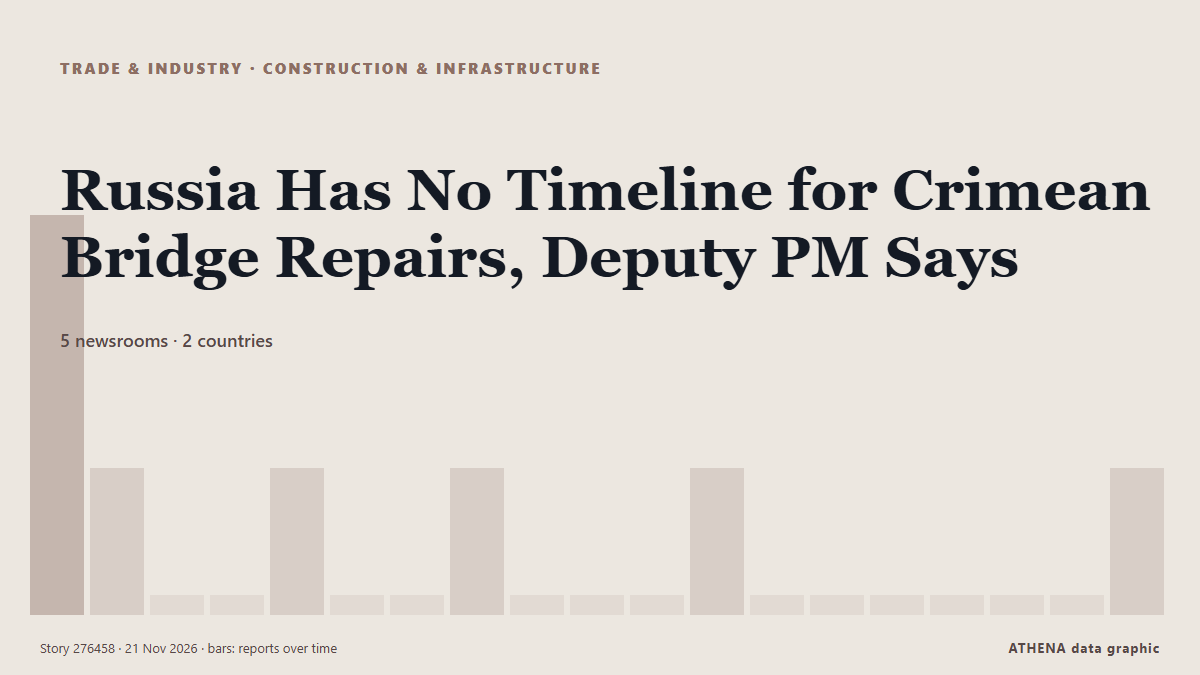 TRADE & INDUSTRY · CONSTRUCTION & INFRASTRUCTURE
Russia Has No Timeline for Crimean
Bridge Repairs, Deputy PM Says
5 newsrooms · 2 countries
Story 276458 · 21 Nov 2026 · bars: reports over time
ATHENA data graphic